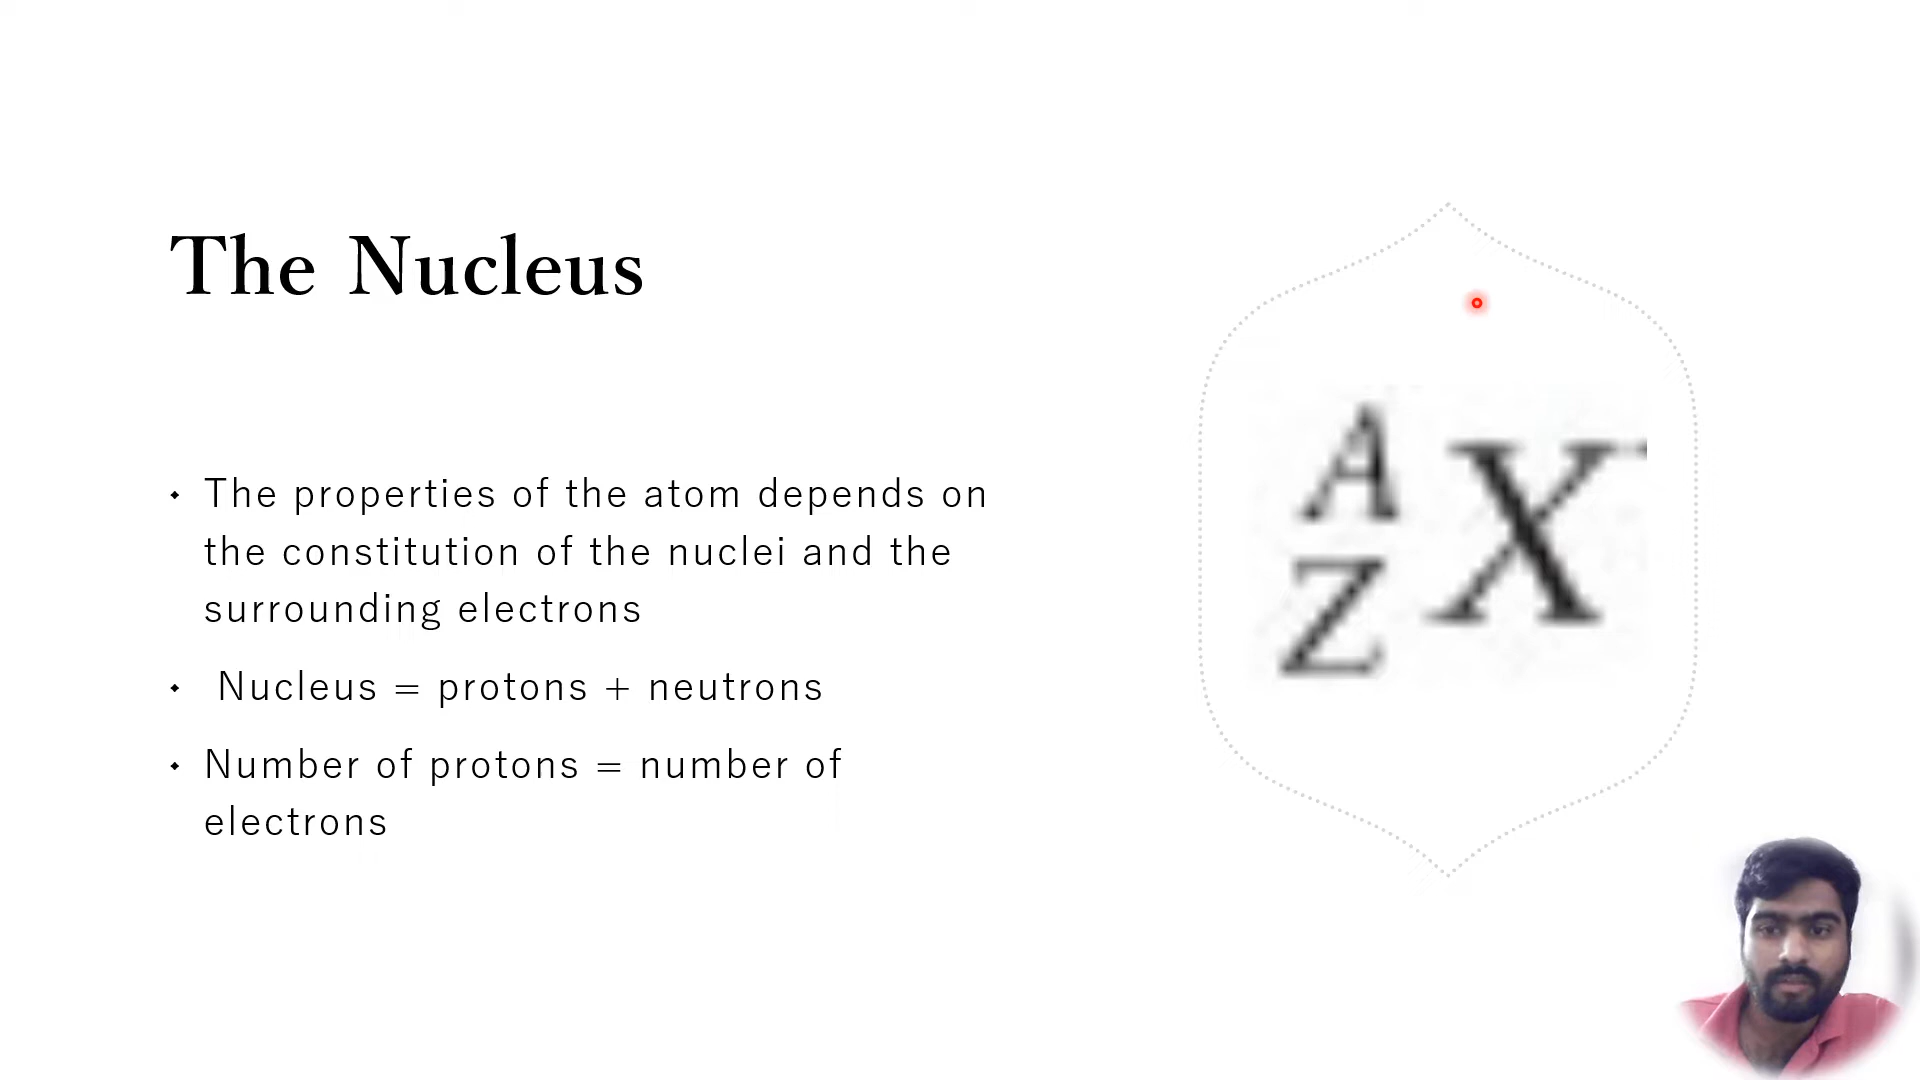 The Nucleus
• The properties of the atom depends on
the constitution of the nuclei and the
surrounding electrons
• Nucleus = protons + neutrons
• Number of protons = number of
electrons
A
Z X